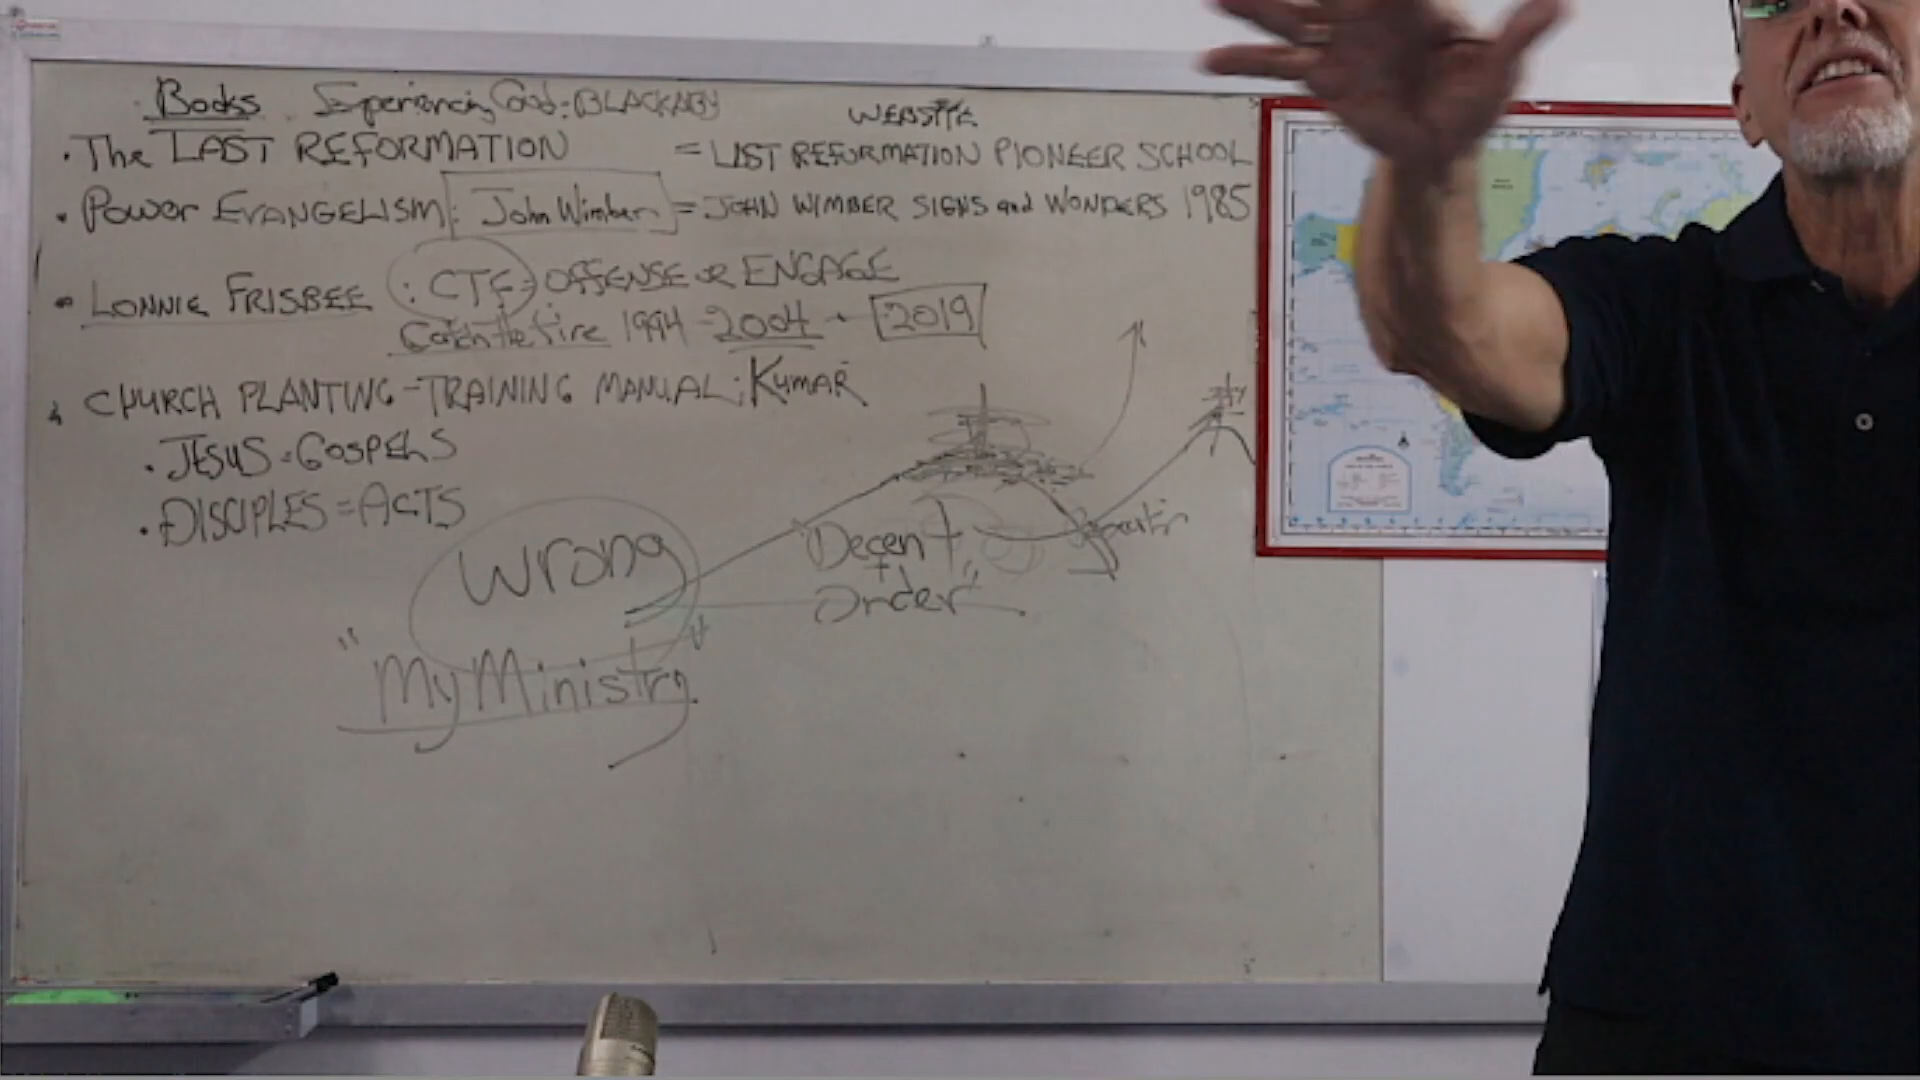 Books Experiencing God: BLACKABY
WEBSITE
• The LAST REFORMATION = LIST REFORMATION PIONEER SCHOOL
• POWER EVANGELISM: John Wimber = JOHN WIMBER SIGNS and WONDERS 1985
• LONNIE FRISBEE : CTF = OFFENSE OR ENGAGE
Catch the Fire 1994 - 2004 - 2019
• CHURCH PLANTING - TRAINING MANUAL: KUMAR
• JESUS = GOSPELS
• DISCIPLES = ACTS
Wrong
"Decent
+
Order"
"My Ministry"